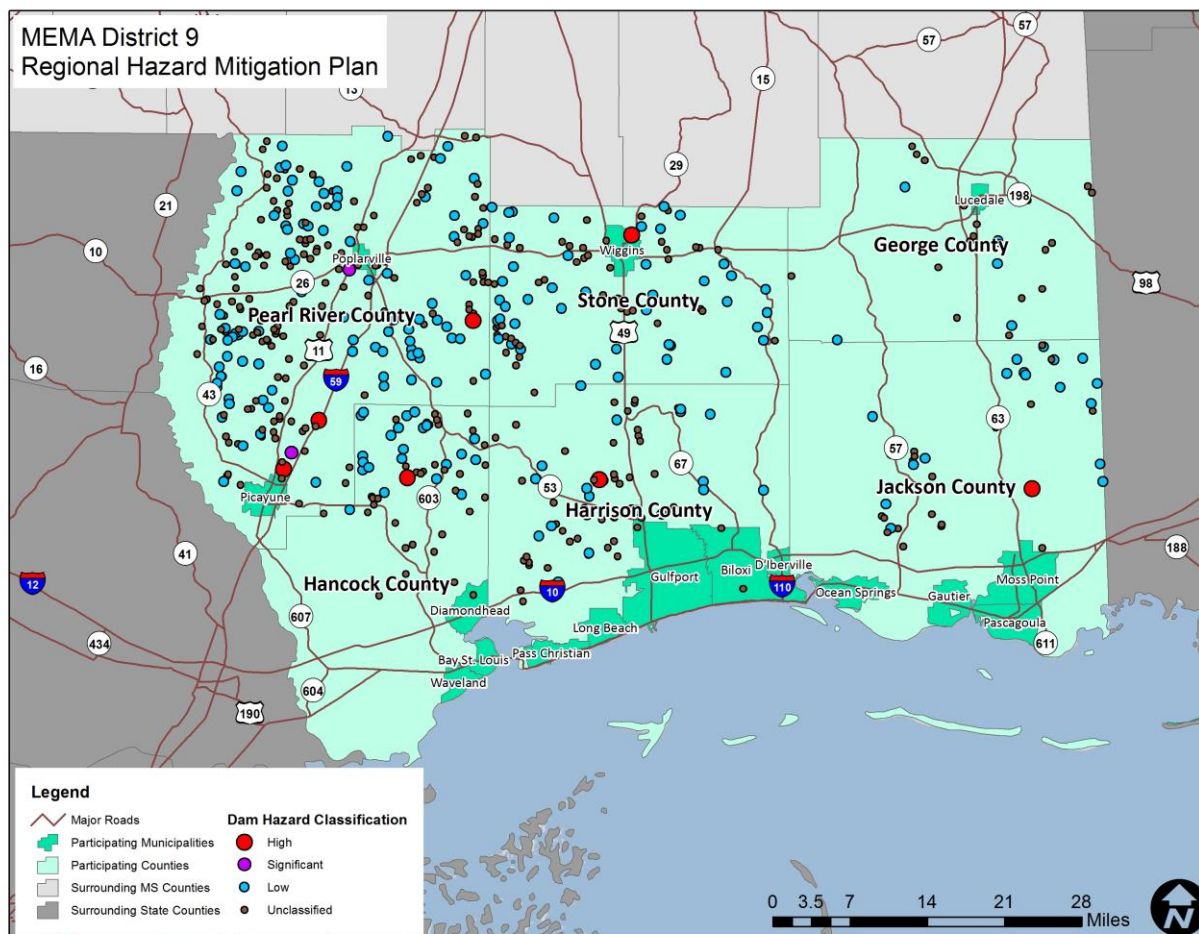 MEMA District 9
Regional Hazard Mitigation Plan
57
57
13
15
29
21
Lucedale
198
10
Wiggins
George County
Poplarville
98
26
Stone County
Pearl River County
49
11
16
59
43
63
67
57
53
Jackson County
Picayune
603
Harrison County
41
188
12
Hancock County
10
Gulfport
Biloxi
D'Iberville
110
Moss Point
Ocean Springs
Gautier
Diamondhead
607
Long Beach
Pascagoula
434
611
Bay St. Louis
Pass Christian
Waveland
604
190
Legend
Major Roads
Participating Municipalities
Participating Counties
Surrounding MS Counties
Surrounding State Counties
Dam Hazard Classification
High
Significant
Low
Unclassified
0 3.5 7 14 21 28
Miles
N